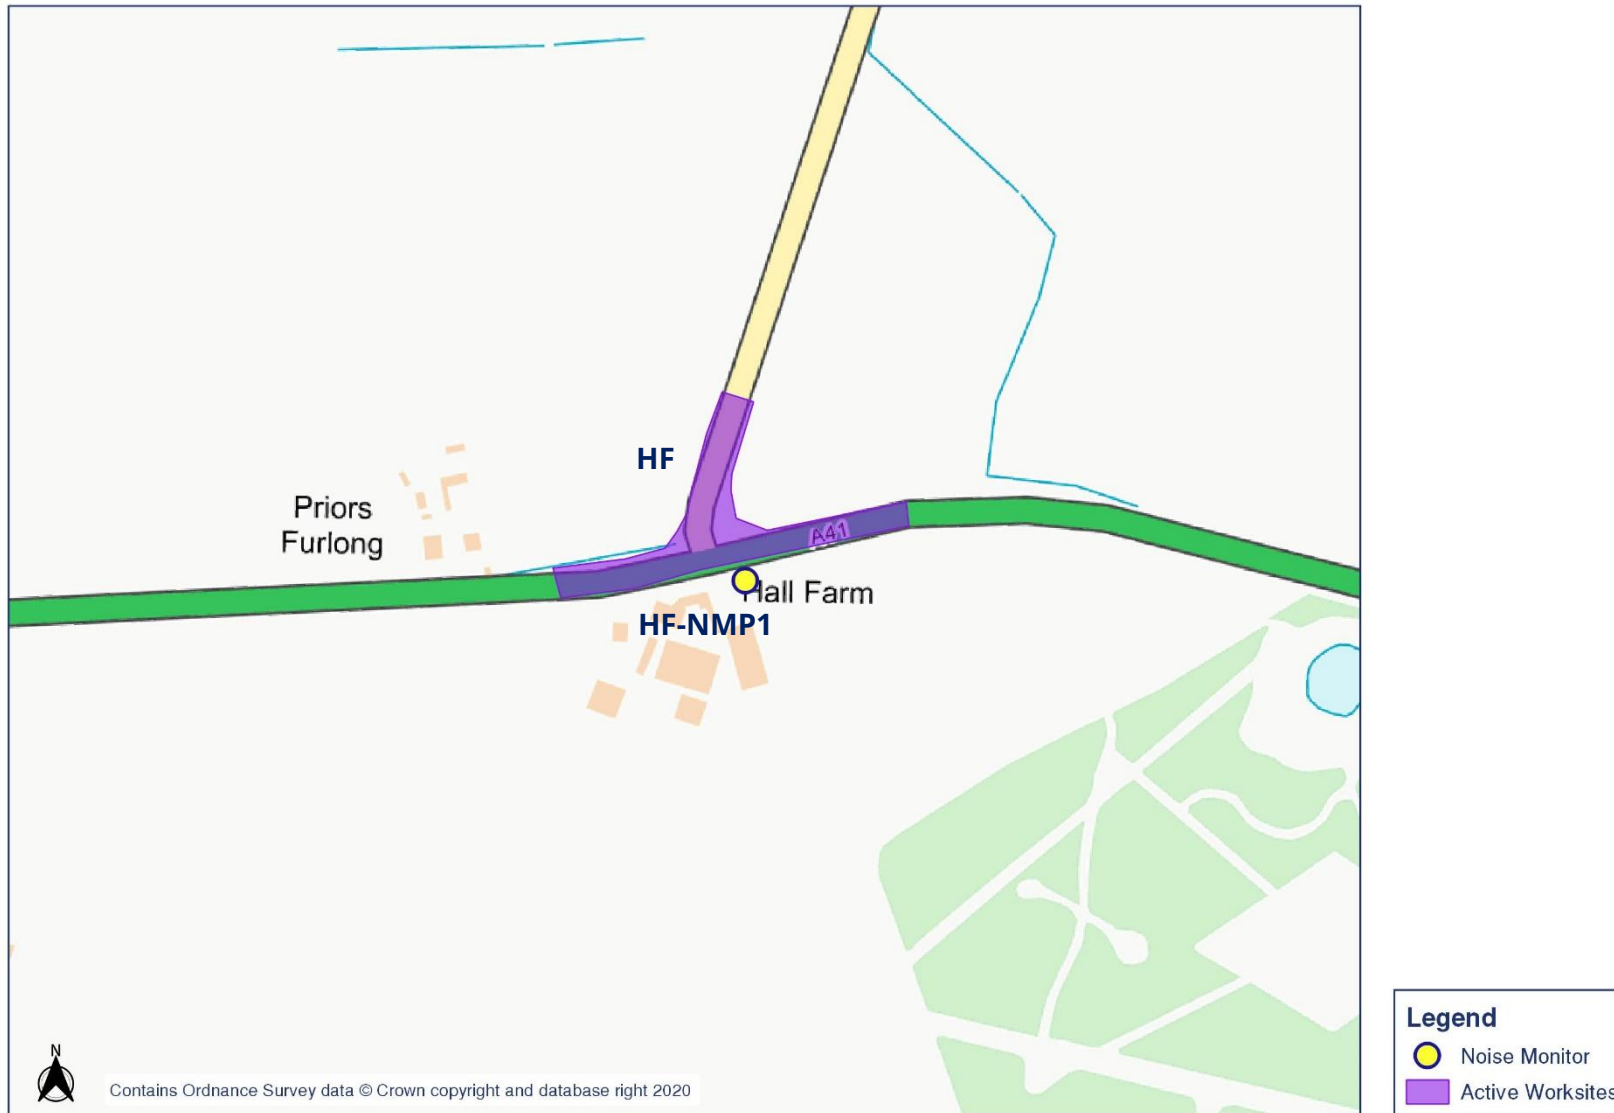 HF
Priors
Furlong
A41
Hall Farm
HF-NMP1
N
Contains Ordnance Survey data © Crown copyright and database right 2020
Legend
Noise Monitor
Active Worksites